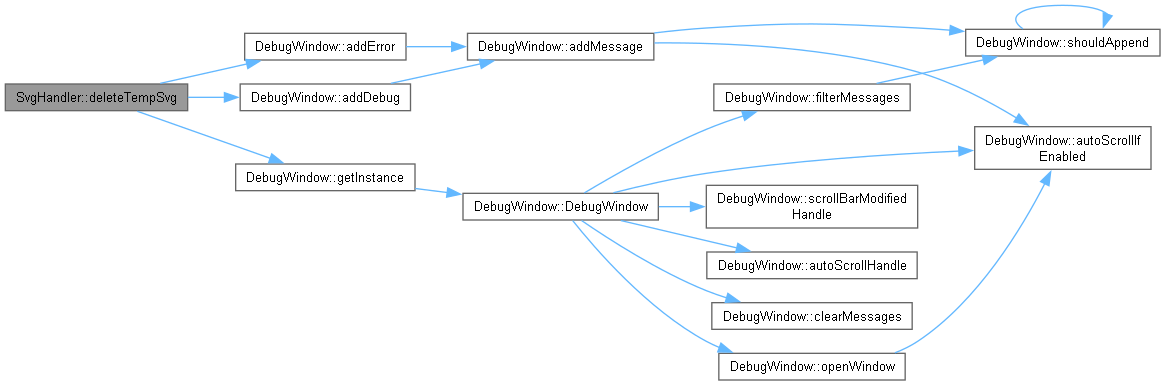 SvgHandler::deleteTempSvg
DebugWindow::addError
DebugWindow::addDebug
DebugWindow::getInstance
DebugWindow::addMessage
DebugWindow::DebugWindow
DebugWindow::filterMessages
DebugWindow::scrollBarModified
Handle
DebugWindow::autoScrollHandle
DebugWindow::clearMessages
DebugWindow::openWindow
DebugWindow::shouldAppend
DebugWindow::autoScrollIf
Enabled